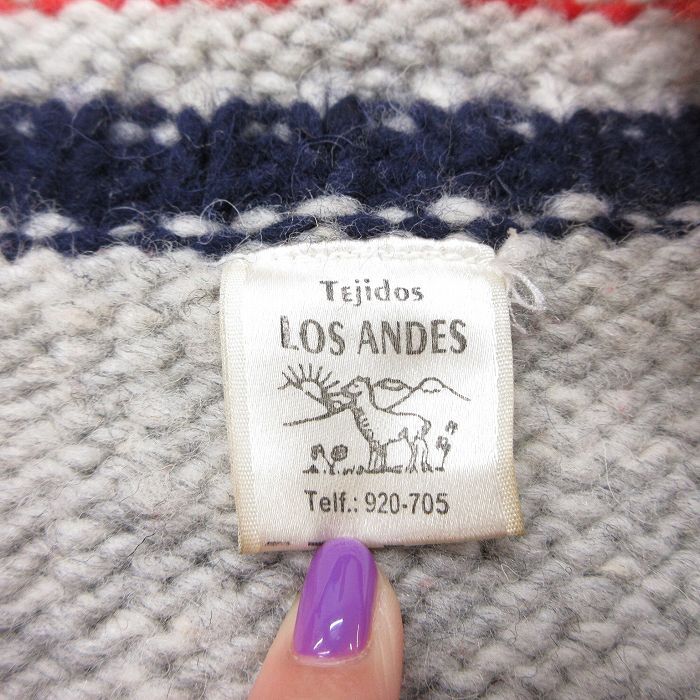 Tejidos
LOS ANDES
Telf.: 920-705